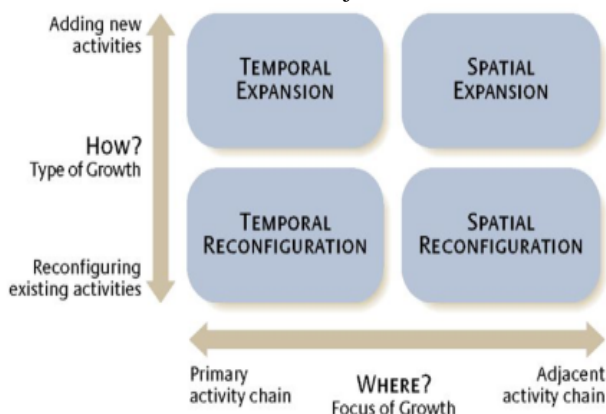 Adding new
activities
TEMPORAL
EXPANSION
SPATIAL
EXPANSION
HOW?
Type of Growth
TEMPORAL
RECONFIGURATION
SPATIAL
RECONFIGURATION
Reconfiguring
existing activities
Primary
activity chain
WHERE?
Focus of Growth
Adjacent
activity chain